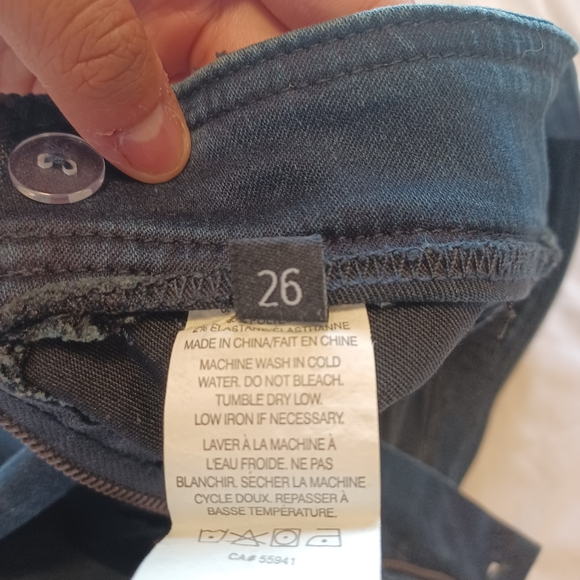 26
2% ELASTANE/ÉLASTHANNE
MADE IN CHINA/FAIT EN CHINE
MACHINE WASH IN COLD
WATER. DO NOT BLEACH.
TUMBLE DRY LOW.
LOW IRON IF NECESSARY.
LAVER À LA MACHINE À
L'EAU FROIDE. NE PAS
BLANCHIR. SÉCHER LA MACHINE
CYCLE DOUX. REPASSER À
BASSE TEMPÉRATURE.
CA# 55941